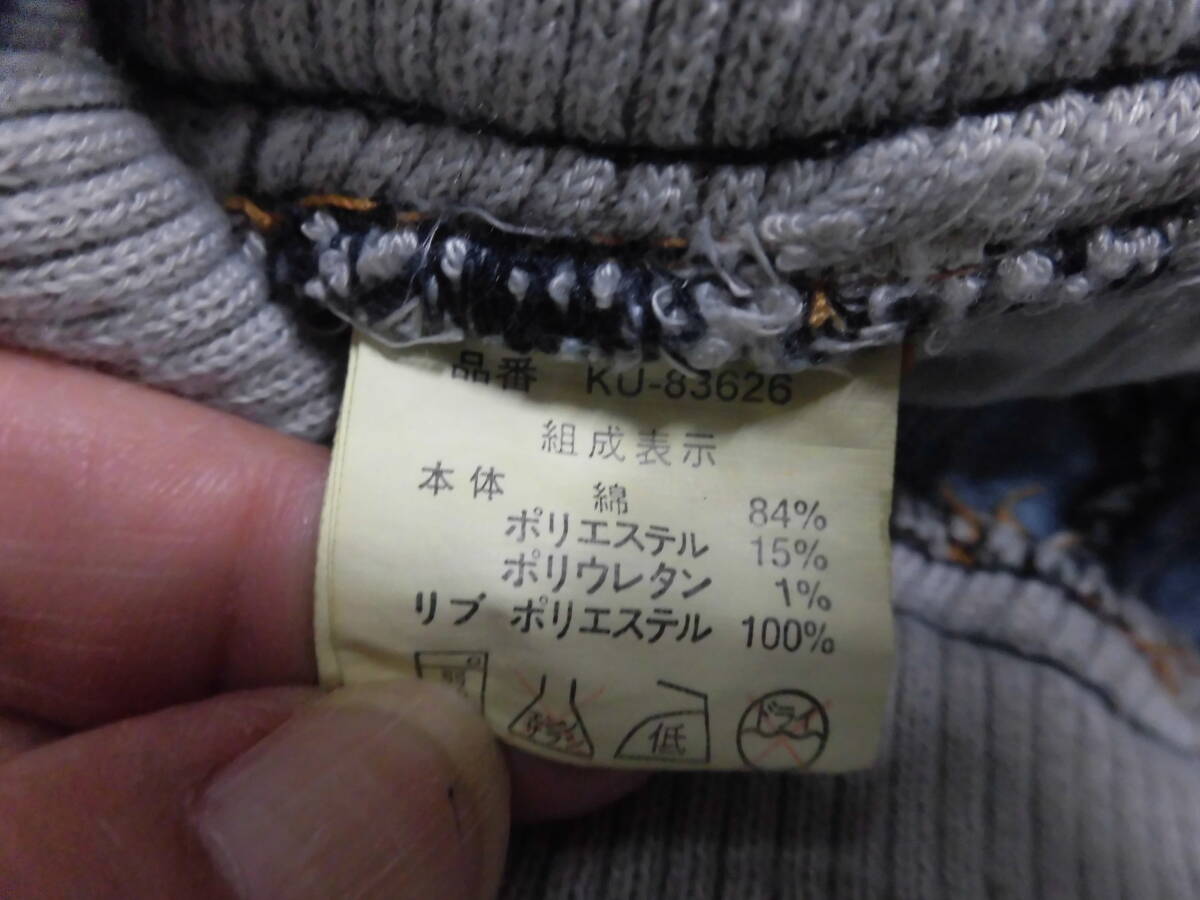 品番 KU-83626
組成表示
本体 綿 84%
ポリエステル 15%
ポリウレタン 1%
リブ ポリエステル 100%
低 ドライ